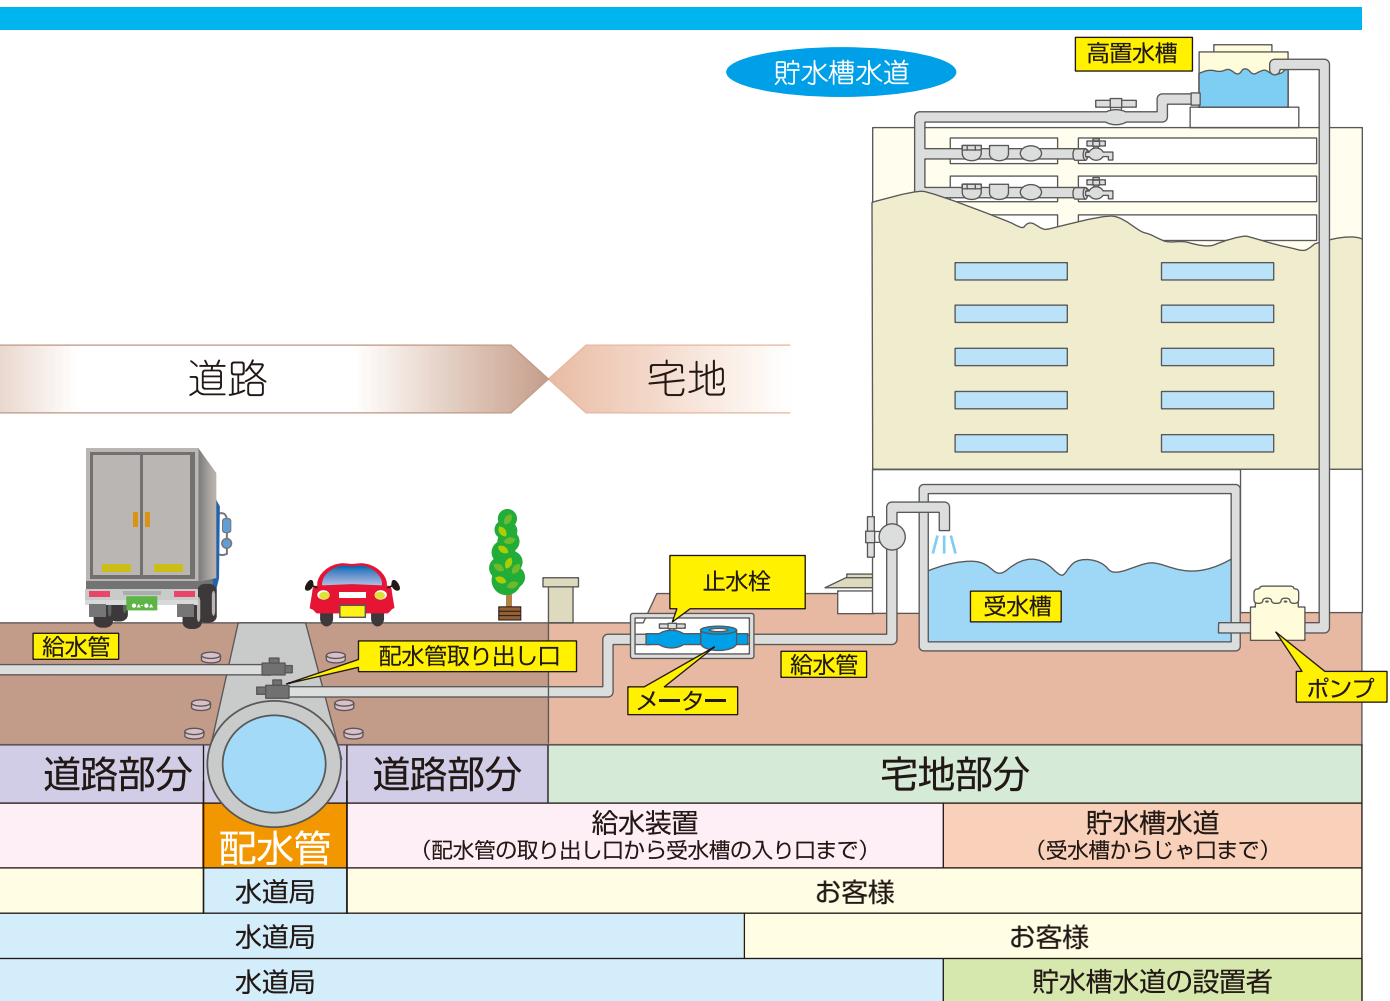 貯水槽水道
高置水槽
道路
宅地
止水栓
受水槽
給水管
配水管取り出し口
給水管
メーター
ポンプ
道路部分
道路部分
宅地部分
配水管
給水装置
（配水管の取り出し口から受水槽の入り口まで）
貯水槽水道
（受水槽からじゃ口まで）
水道局
お客様
水道局
お客様
水道局
貯水槽水道の設置者